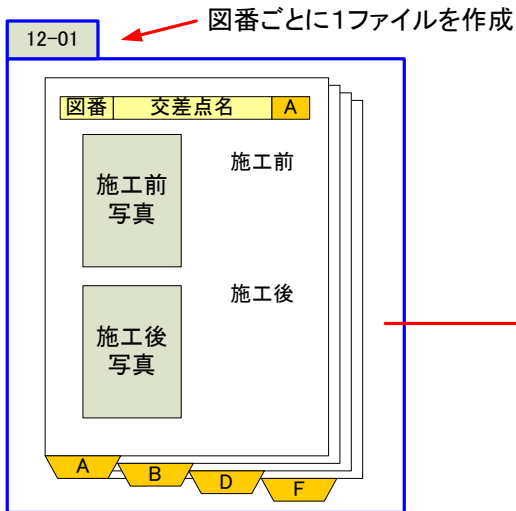 図番ごとに1ファイルを作成
12-01
図番 交差点名 A
施工前
施工前
写真
施工後
施工後
写真
A B D F